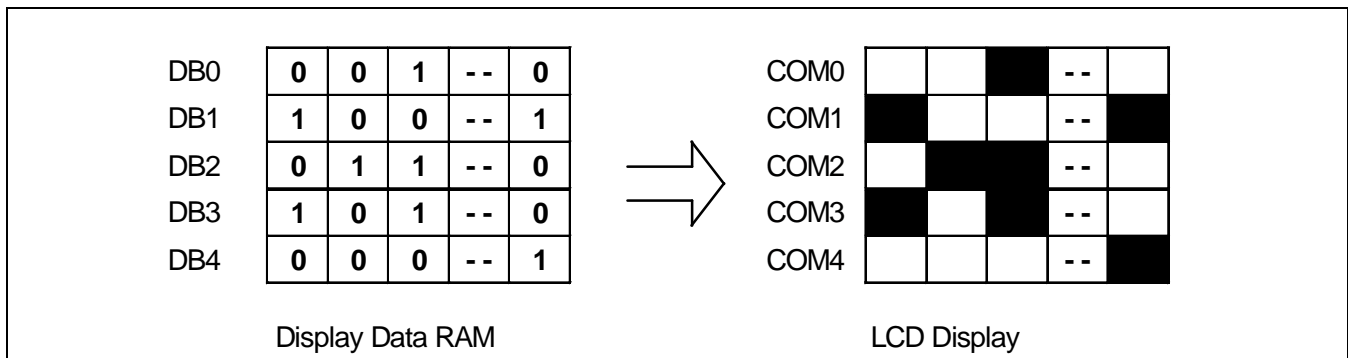 DB0 0 0 1 - - 0 COM0 - -
DB1 1 0 0 - - 1 COM1 - -
DB2 0 1 1 - - 0 COM2 - -
DB3 1 0 1 - - 0 COM3 - -
DB4 0 0 0 - - 1 COM4 - -
Display Data RAM LCD Display